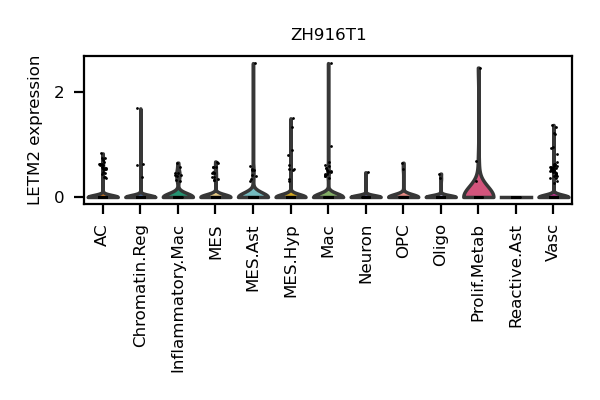 ZH916T1
LETM2 expression
2
0
AC
Chromatin.Reg
Inflammatory.Mac
MES
MES.Ast
MES.Hyp
Mac
Neuron
OPC
Oligo
Prolif.Metab
Reactive.Ast
Vasc